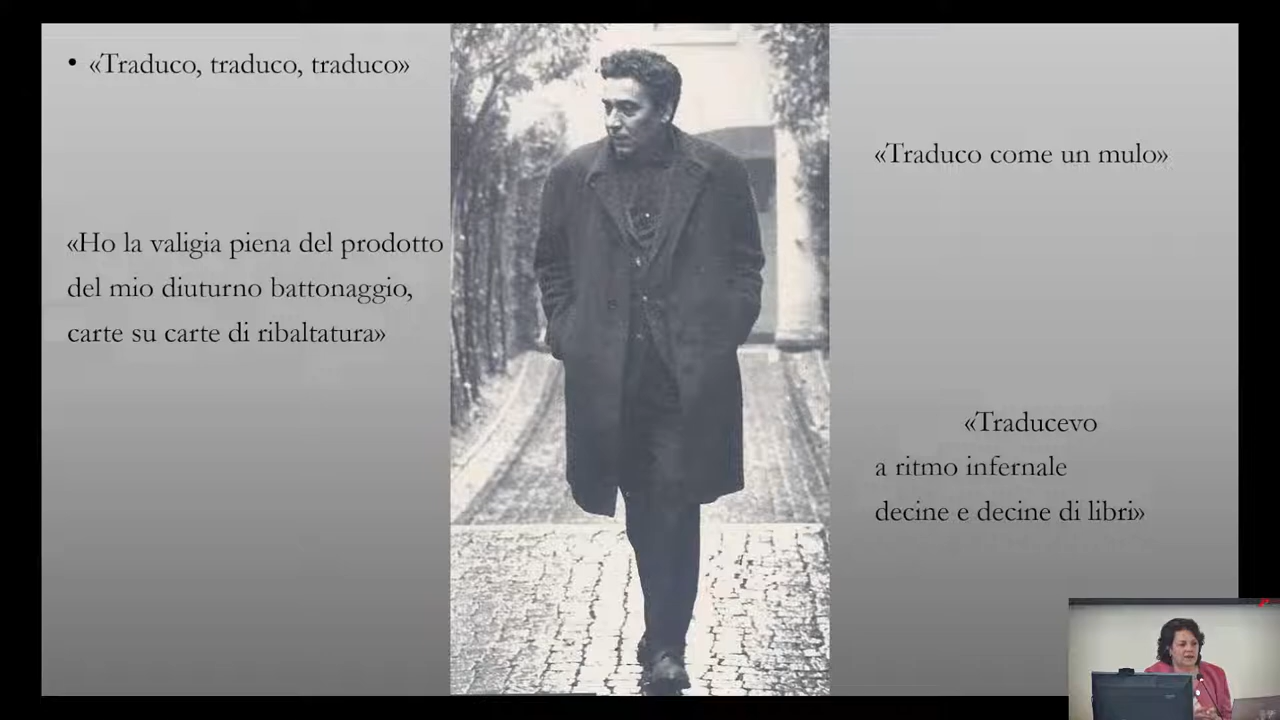 • «Traduco, traduco, traduco»
«Ho la valigia piena del prodotto
del mio diuturno battonaggio,
carte su carte di ribaltatura»
«Traduco come un mulo»
«Traducevo
a ritmo infernale
decine e decine di libri»